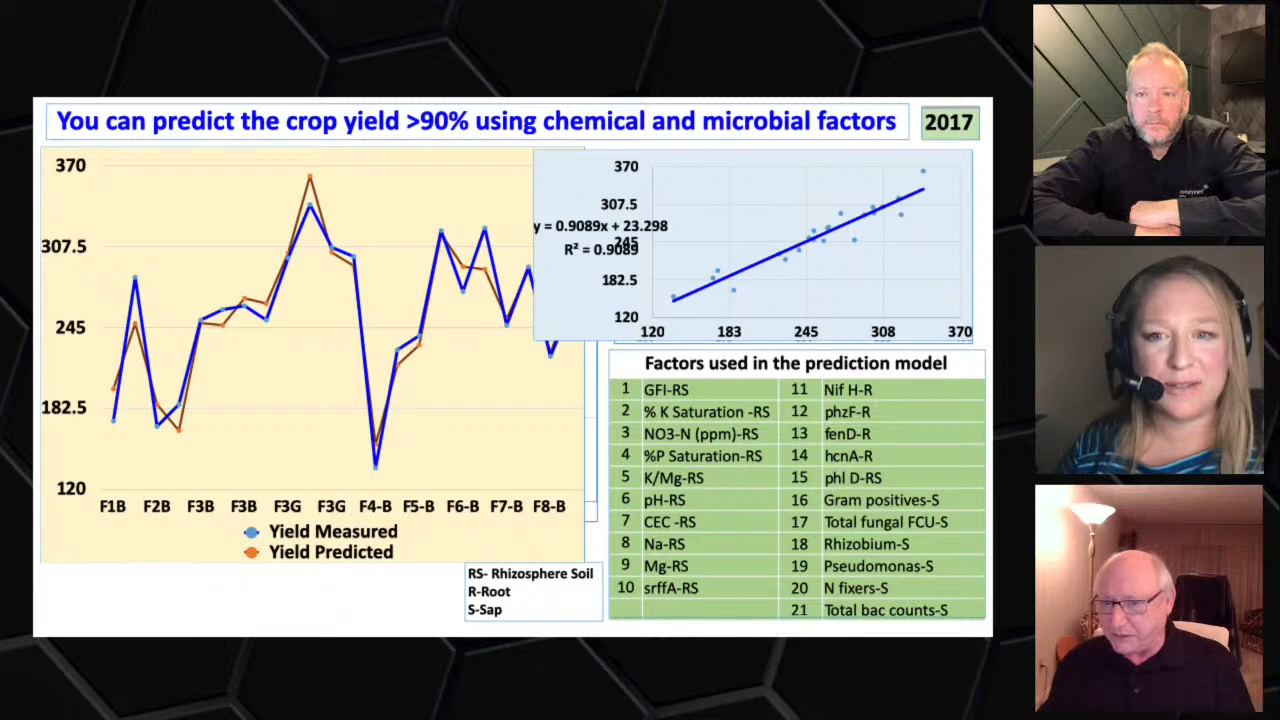 You can predict the crop yield >90% using chemical and microbial factors
2017
370
307.5
245
182.5
120
F1B F2B F3B F3B F3G F3G F4-B F5-B F6-B F7-B F8-B
Yield Measured
Yield Predicted
370
307.5
245
182.5
120
y = 0.9089x + 23.298
R² = 0.9089
120 183 245 308 370
RS- Rhizosphere Soil
R-Root
S-Sap
Factors used in the prediction model
1 GFI-RS 11 Nif H-R
2 % K Saturation -RS 12 phzF-R
3 NO3-N (ppm)-RS 13 fenD-R
4 %P Saturation-RS 14 hcnA-R
5 K/Mg-RS 15 phl D-RS
6 pH-RS 16 Gram positives-S
7 CEC -RS 17 Total fungal FCU-S
8 Na-RS 18 Rhizobium-S
9 Mg-RS 19 Pseudomonas-S
10 srffA-RS 20 N fixers-S
21 Total bac counts-S